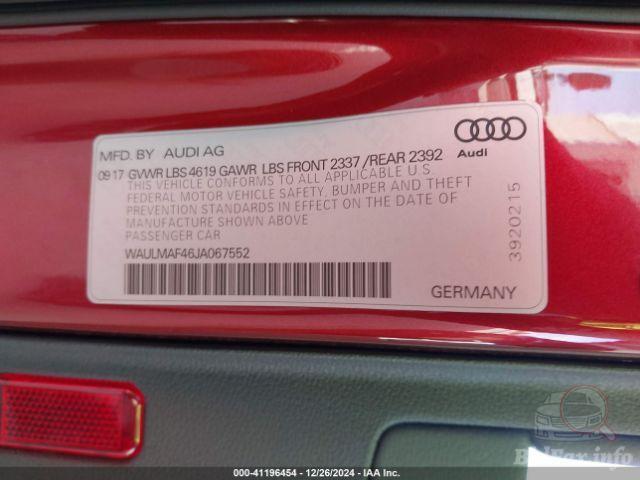 MFD. BY AUDI AG
09 17 GVWR LBS 4619 GAWR LBS FRONT 2337 /REAR 2392
THIS VEHICLE CONFORMS TO ALL APPLICABLE U.S.
FEDERAL MOTOR VEHICLE SAFETY, BUMPER AND THEFT
PREVENTION STANDARDS IN EFFECT ON THE DATE OF
MANUFACTURE SHOWN ABOVE
PASSENGER CAR
WAULMAF46JA067552
Audi
3920215
GERMANY
BidFax.info
000-41196454 - 12/26/2024 - IAA Inc.